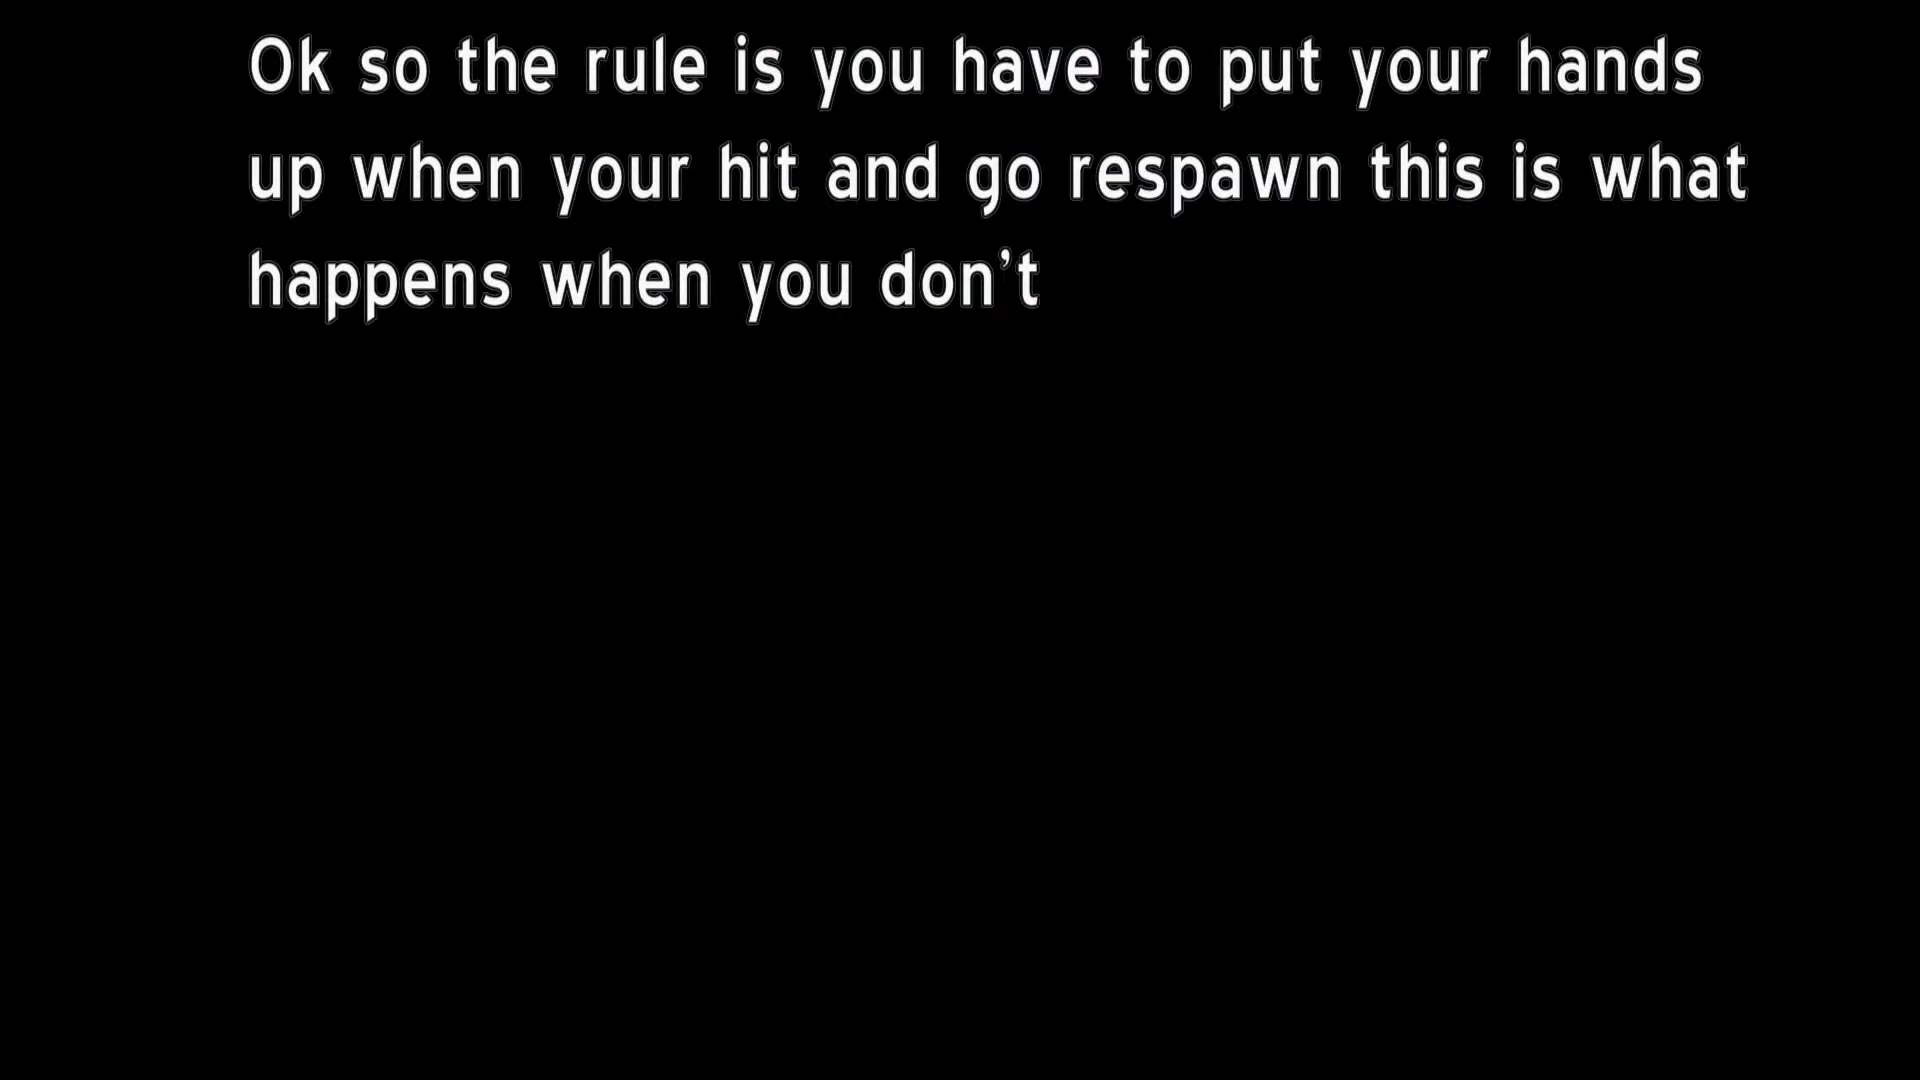 Ok so the rule is you have to put your hands
up when your hit and go respawn this is what
happens when you don't